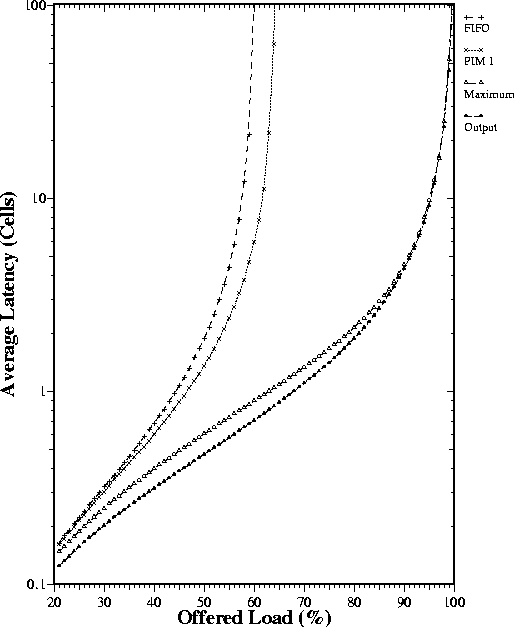 100
10
1
0.1
Average Latency (Cells)
20 30 40 50 60 70 80 90 100
Offered Load (%)
FIFO
PIM 1
Maximum
Output